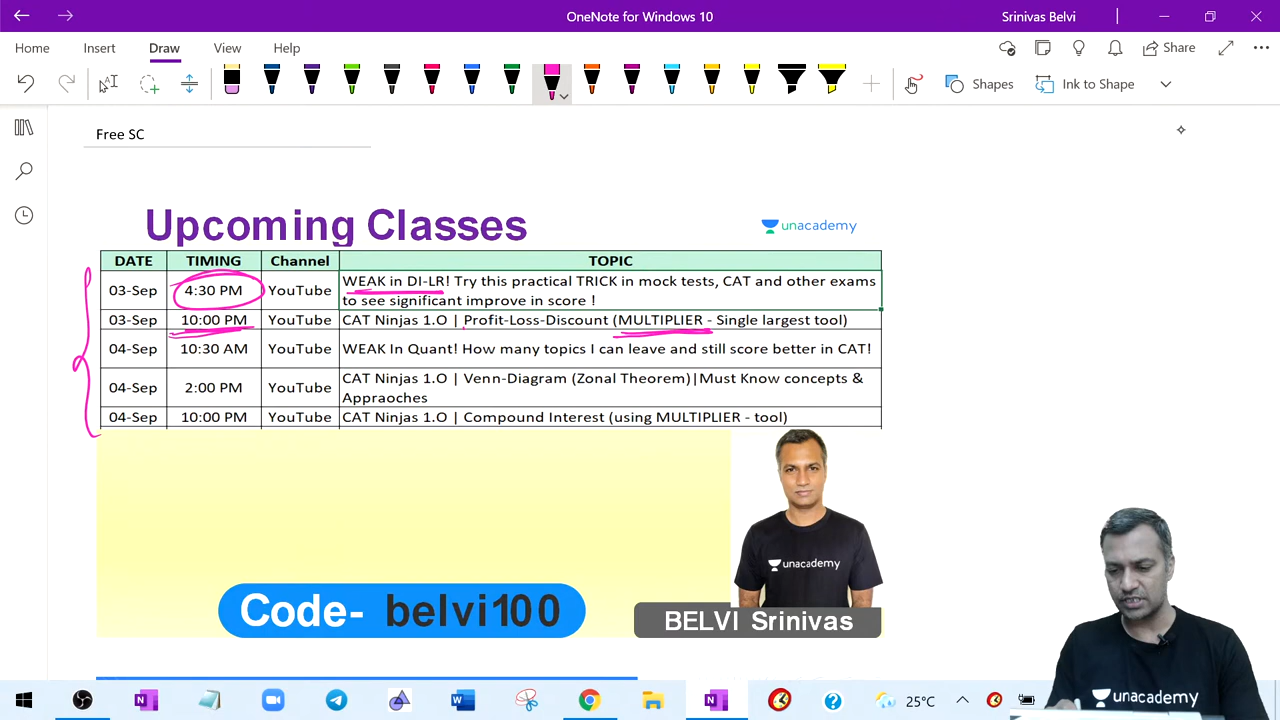 OneNote for Windows 10
Srinivas Belvi
Home Insert Draw View Help
Share
Shapes
Ink to Shape
Free SC
Upcoming Classes
unacademy
DATE TIMING Channel TOPIC
03-Sep 4:30 PM YouTube WEAK in DI-LR! Try this practical TRICK in mock tests, CAT and other exams
to see significant improve in score !
03-Sep 10:00 PM YouTube CAT Ninjas 1.O | Profit-Loss-Discount (MULTIPLIER - Single largest tool)
04-Sep 10:30 AM YouTube WEAK In Quant! How many topics I can leave and still score better in CAT!
04-Sep 2:00 PM YouTube CAT Ninjas 1.O | Venn-Diagram (Zonal Theorem)|Must Know concepts &
Appraoches
04-Sep 10:00 PM YouTube CAT Ninjas 1.O | Compound Interest (using MULTIPLIER - tool)
unacademy
Code- belvi100
BELVI Srinivas
unacademy
25°C